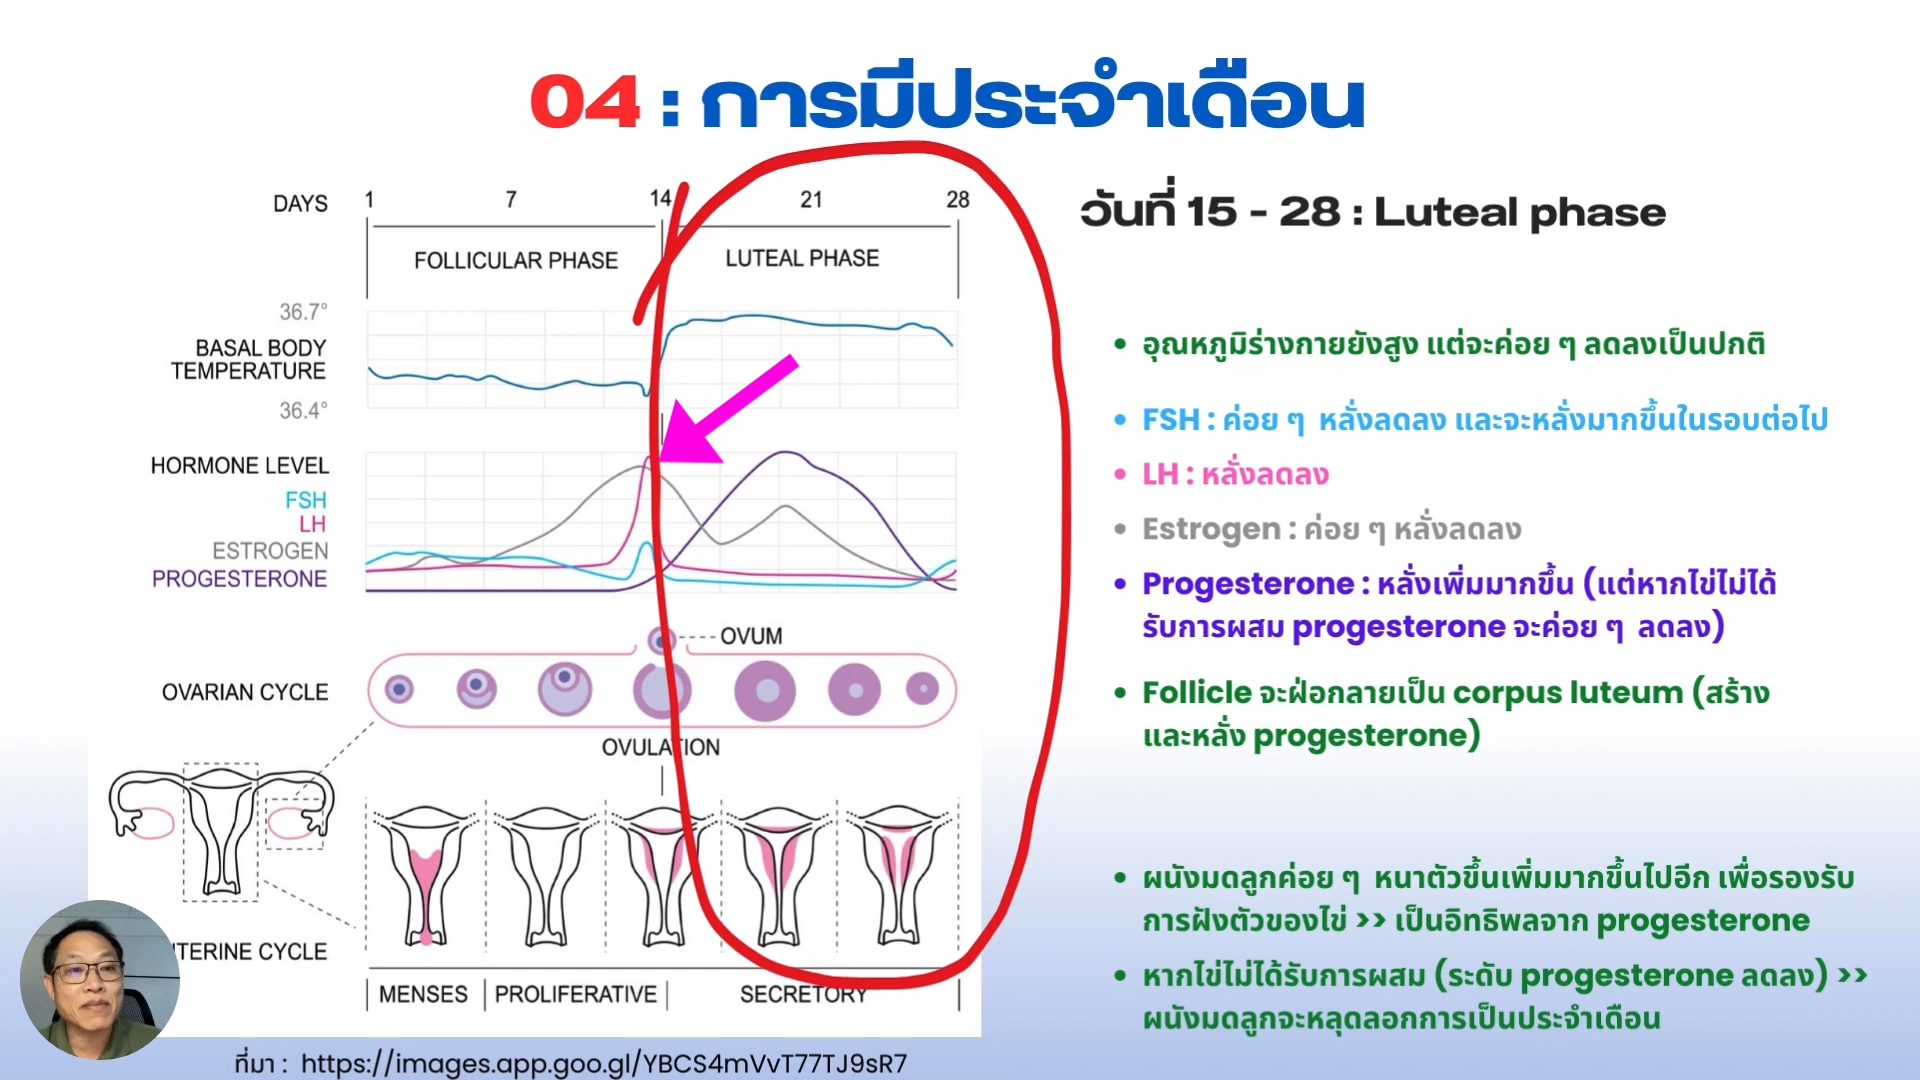 04 : การมีประจำเดือน
DAYS 1 7 14 21 28
FOLLICULAR PHASE LUTEAL PHASE
36.7°
BASAL BODY
TEMPERATURE
36.4°
HORMONE LEVEL
FSH
LH
ESTROGEN
PROGESTERONE
OVUM
OVARIAN CYCLE
OVULATION
UTERINE CYCLE
MENSES PROLIFERATIVE SECRETORY
ที่มา : https://images.app.goo.gl/YBCS4mVvT77TJ9sR7
วันที่ 15 - 28 : Luteal phase
• อุณหภูมิร่างกายยังสูง แต่จะค่อย ๆ ลดลงเป็นปกติ
• FSH : ค่อย ๆ หลั่งลดลง และจะหลั่งมากขึ้นในรอบต่อไป
• LH : หลั่งลดลง
• Estrogen : ค่อย ๆ หลั่งลดลง
• Progesterone : หลั่งเพิ่มมากขึ้น (แต่หากไข่ไม่ได้
รับการผสม progesterone จะค่อย ๆ ลดลง)
• Follicle จะฝ่อกลายเป็น corpus luteum (สร้าง
และหลั่ง progesterone)
• ผนังมดลูกค่อย ๆ หนาตัวขึ้นเพิ่มมากขึ้นไปอีก เพื่อรองรับ
การฝังตัวของไข่ >> เป็นอิทธิพลจาก progesterone
• หากไข่ไม่ได้รับการผสม (ระดับ progesterone ลดลง) >>
ผนังมดลูกจะหลุดลอกการเป็นประจำเดือน